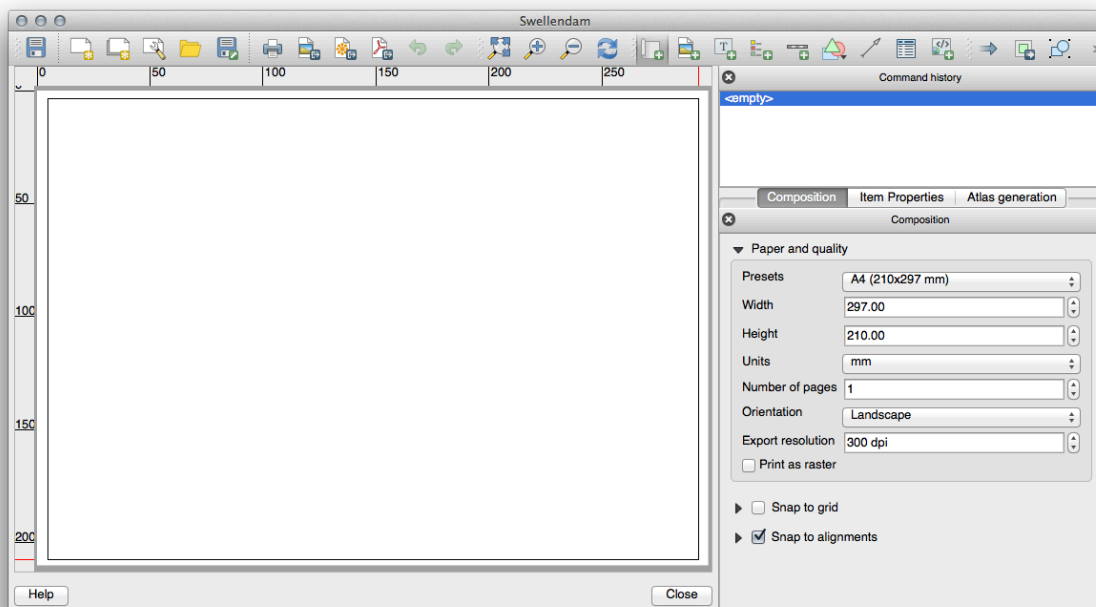 Swellendam
0 50 100 150 200 250
Command history
<empty>
Composition Item Properties Atlas generation
Composition
Paper and quality
Presets A4 (210x297 mm)
Width 297.00
Height 210.00
Units mm
Number of pages 1
Orientation Landscape
Export resolution 300 dpi
Print as raster
Snap to grid
Snap to alignments
0
50
100
150
200
Help Close